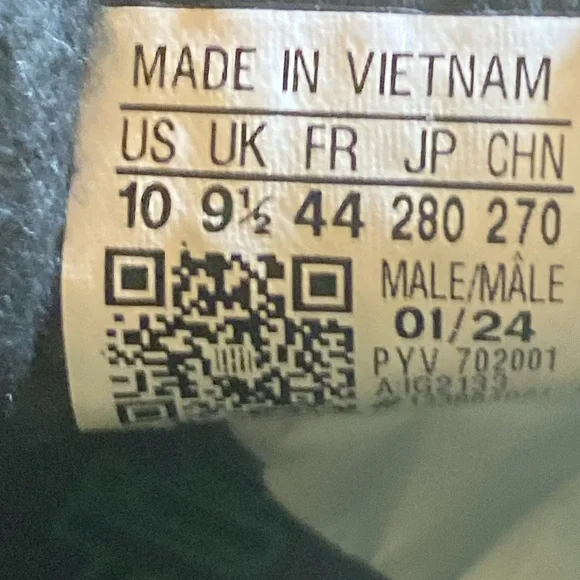 MADE IN VIETNAM
US UK FR JP CHN
10 9½ 44 280 270
MALE/MÂLE
01/24
PYV 702001